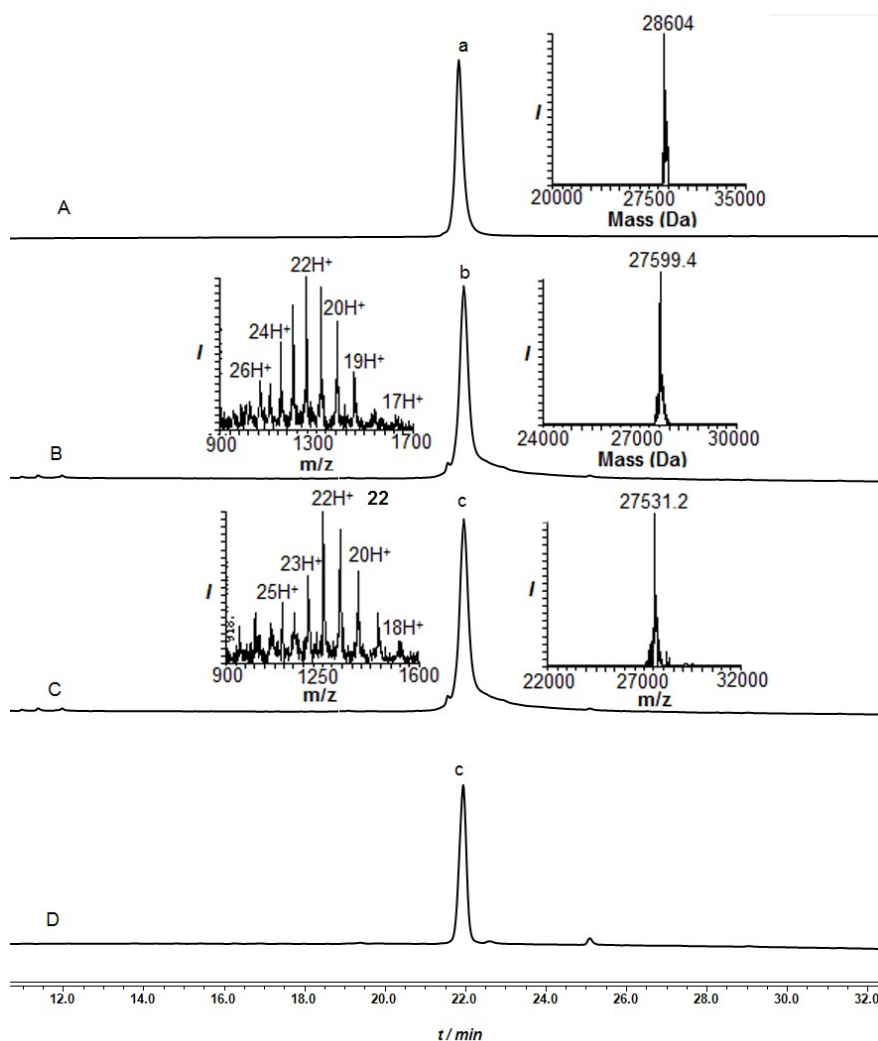 a
28604
I
20000 27500 35000
Mass (Da)
A
22H+
24H+
20H+
26H+
19H+
17H+
I
900 1300 1700
m/z
b
27599.4
I
24000 27000 30000
Mass (Da)
B
22H+ 22
23H+
20H+
25H+
18H+
I
918.
900 1250 1600
m/z
c
27531.2
I
22000 27000 32000
m/z
C
c
D
12.0 14.0 16.0 18.0 20.0 22.0 24.0 26.0 28.0 30.0 32.0
t / min